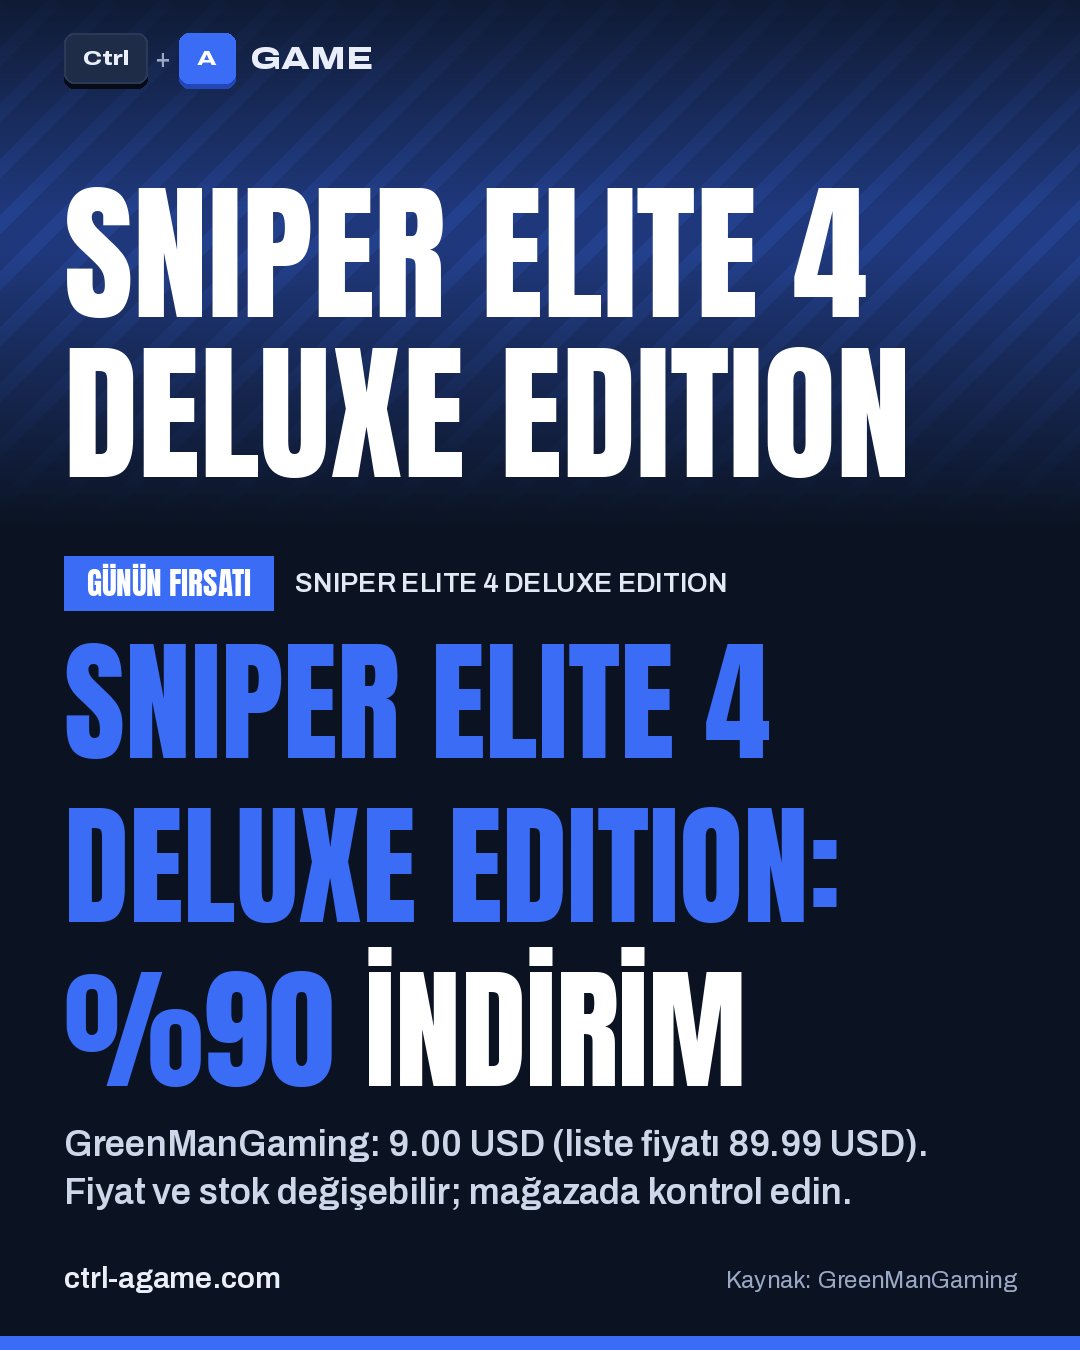 Ctrl + A GAME
SNIPER ELITE 4
DELUXE EDITION
GÜNÜN FIRSATI SNIPER ELITE 4 DELUXE EDITION
SNIPER ELITE 4
DELUXE EDITION:
%90 İNDİRİM
GreenManGaming: 9.00 USD (liste fiyatı 89.99 USD).
Fiyat ve stok değişebilir; mağazada kontrol edin.
ctrl-agame.com Kaynak: GreenManGaming